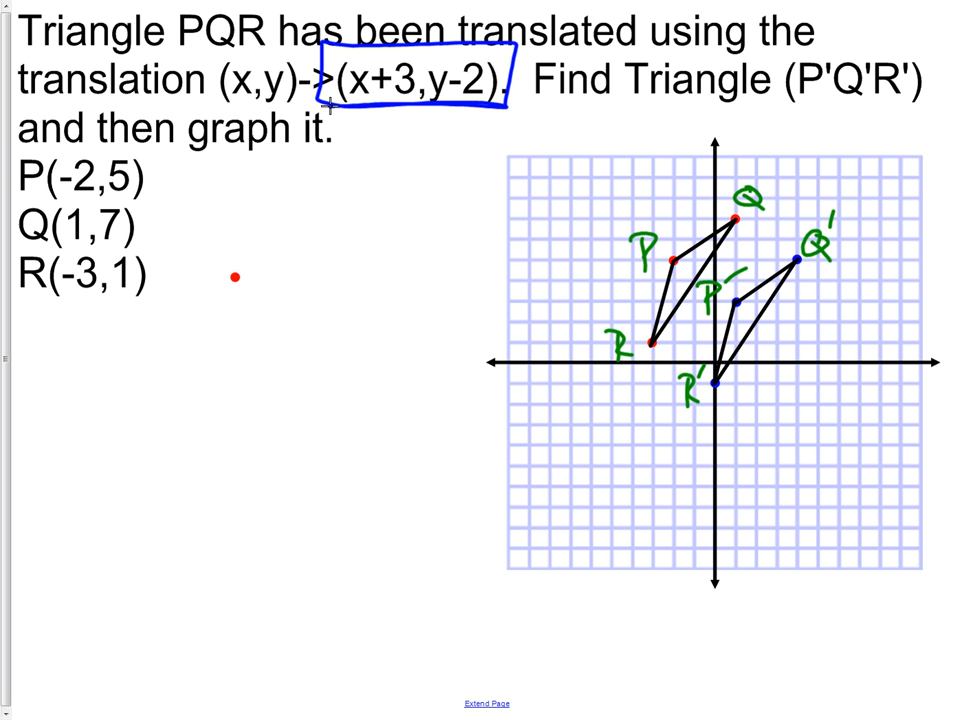 Triangle PQR has been translated using the
translation (x,y)->(x+3,y-2). Find Triangle (P'Q'R')
and then graph it.
P(-2,5)
Q(1,7)
R(-3,1)
Q
P
Q'
P'
R
R'
Extend Page